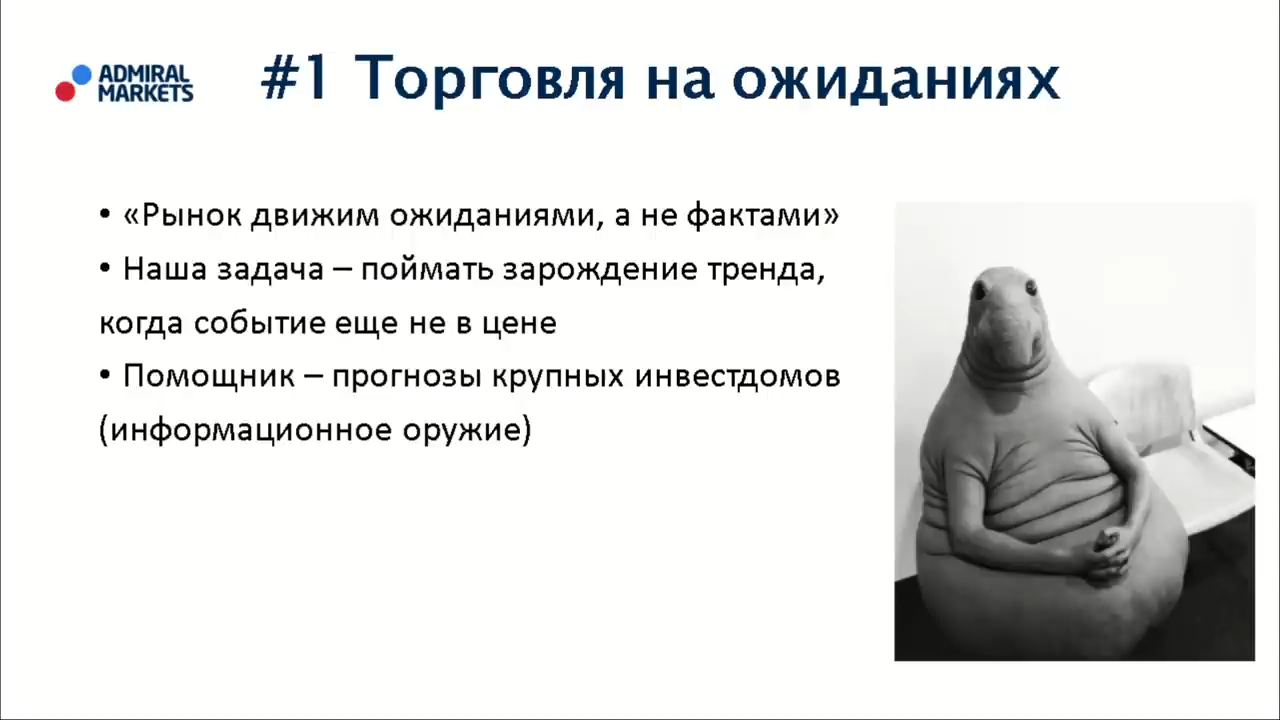 ADMIRAL
MARKETS
#1 Торговля на ожиданиях
• «Рынок движим ожиданиями, а не фактами»
• Наша задача – поймать зарождение тренда,
когда событие еще не в цене
• Помощник – прогнозы крупных инвестдомов
(информационное оружие)